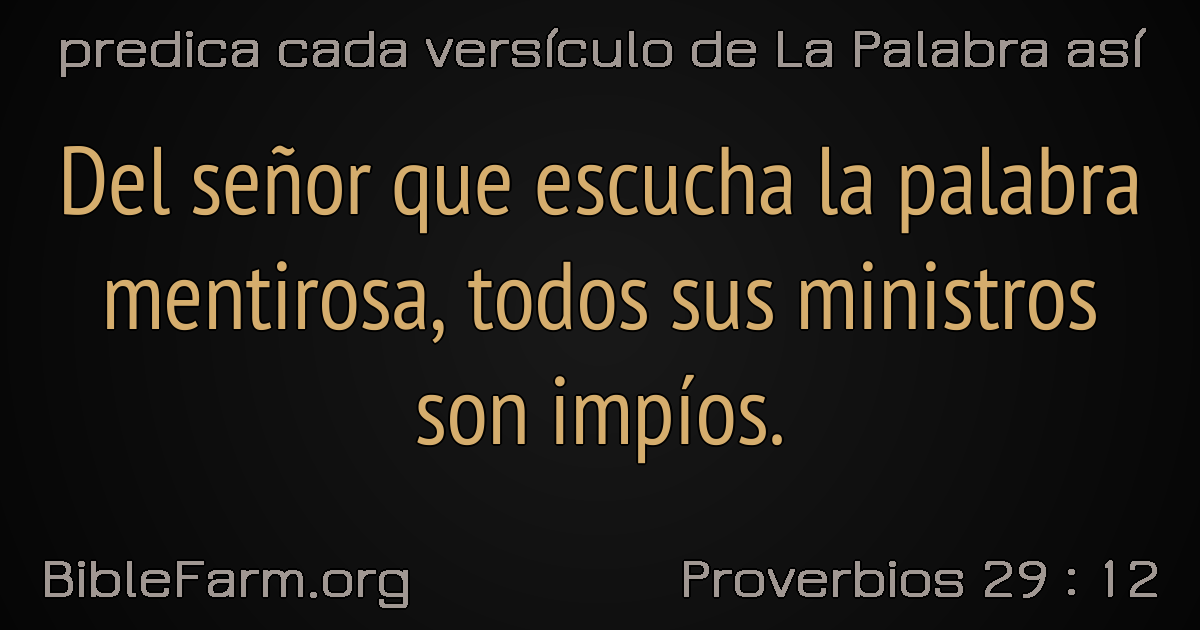 predica cada versículo de La Palabra así
Del señor que escucha la palabra
mentirosa, todos sus ministros
son impíos.
BibleFarm.org
Proverbios 29 : 12